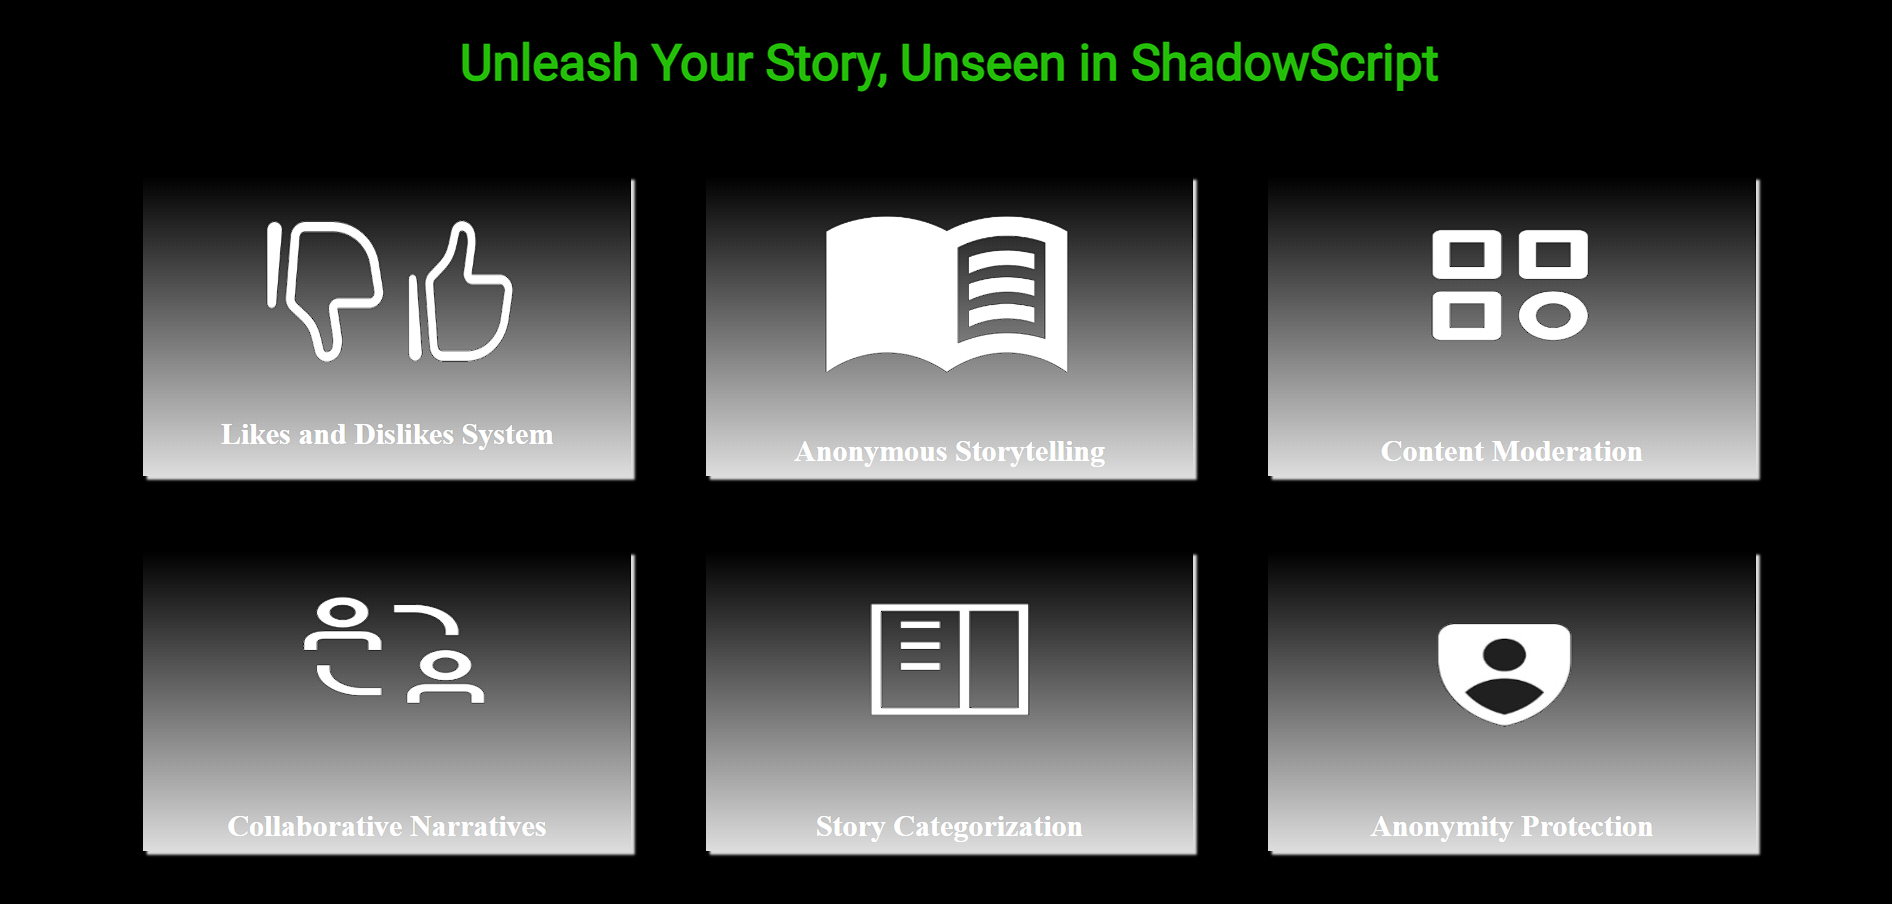 Unleash Your Story, Unseen in ShadowScript
Likes and Dislikes System
Anonymous Storytelling
Content Moderation
Collaborative Narratives
Story Categorization
Anonymity Protection